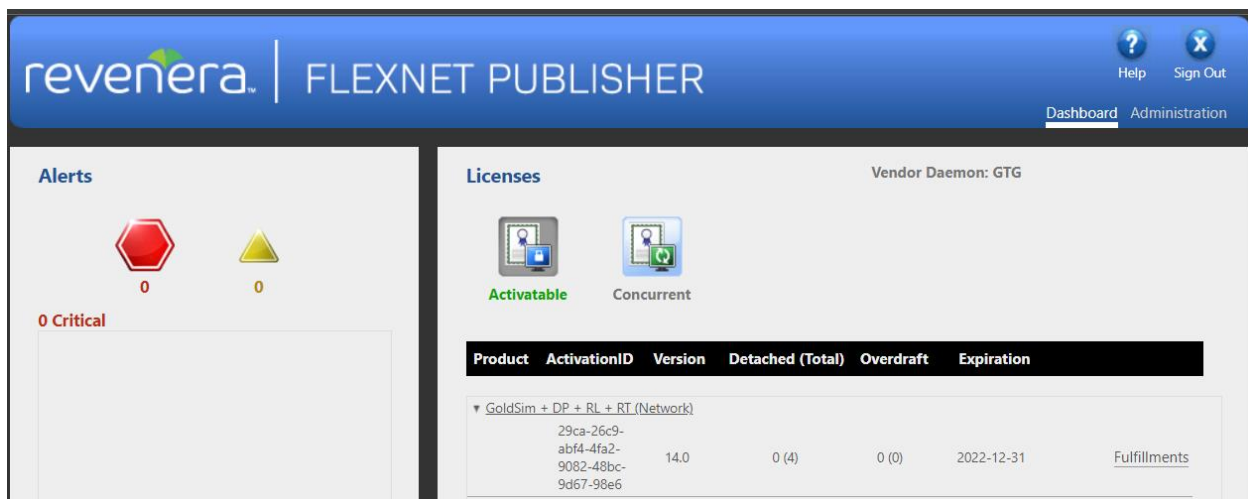 revenera™ | FLEXNET PUBLISHER
? X
Help Sign Out
Dashboard Administration
Alerts
0 0
0 Critical
Licenses Vendor Daemon: GTG
Activatable Concurrent
Product ActivationID Version Detached (Total) Overdraft Expiration
▼ GoldSim + DP + RL + RT (Network)
29ca-26c9-
abf4-4fa2-
9082-48bc-
9d67-98e6
14.0 0 (4) 0 (0) 2022-12-31 Fulfillments